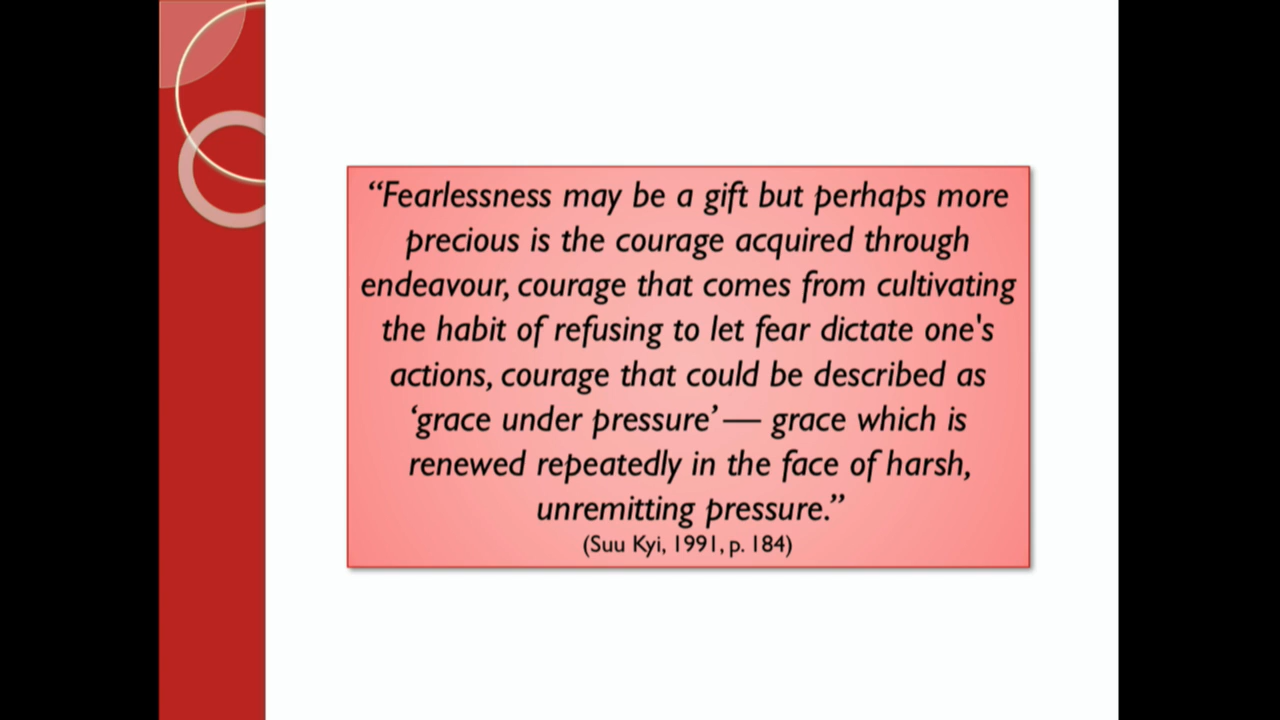 “Fearlessness may be a gift but perhaps more
precious is the courage acquired through
endeavour, courage that comes from cultivating
the habit of refusing to let fear dictate one's
actions, courage that could be described as
‘grace under pressure’ — grace which is
renewed repeatedly in the face of harsh,
unremitting pressure.”
(Suu Kyi, 1991, p. 184)